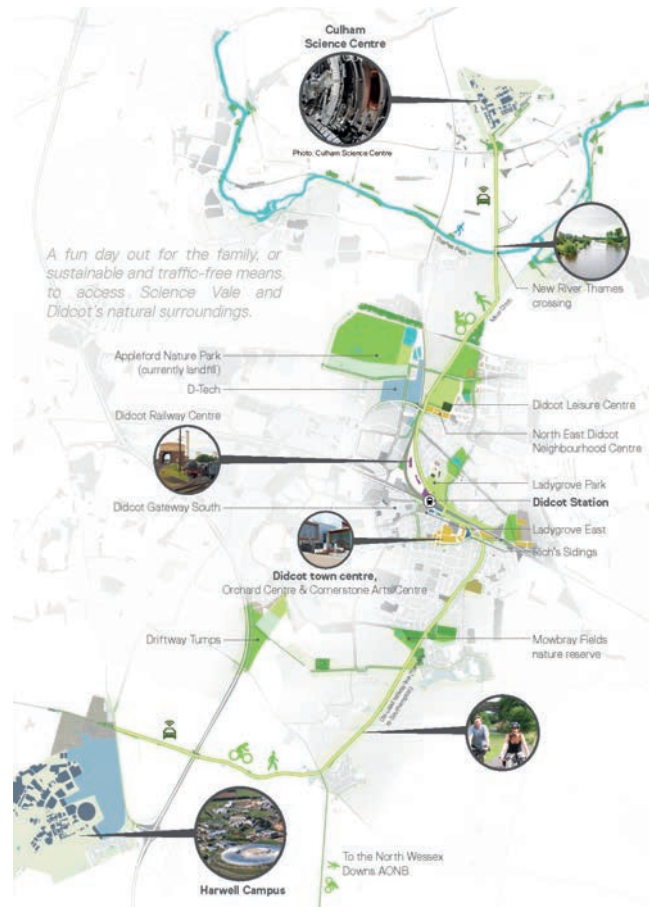 Culham
Science Centre
Photo: Culham Science Centre
Thames Path
A fun day out for the family, or
sustainable and traffic-free means
to access Science Vale and
Didcot's natural surroundings.
New River Thames
crossing
Appleford Nature Park
(currently landfill)
D-Tech
Didcot Leisure Centre
Didcot Railway Centre
North East Didcot
Neighbourhood Centre
Ladygrove Park
Didcot Station
Didcot Gateway South
Ladygrove East
Rich's Sidings
Didcot town centre,
Orchard Centre & Cornerstone Arts Centre
Driftway Tumps
Mowbray Fields
nature reserve
Harwell Campus
To the North Wessex
Downs AONB